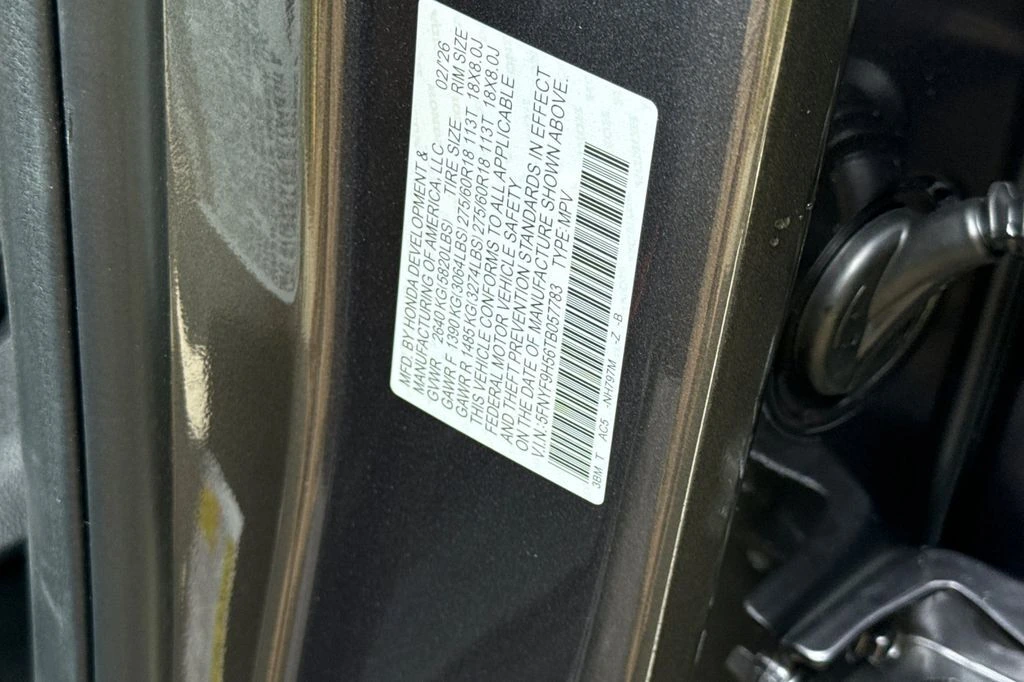 MFD. BY HONDA DEVELOPMENT & 02/26
MANUFACTURING OF AMERICA, LLC
GVWR 2640 KG(5820LBS) TIRE SIZE RIM SIZE
GAWR F 1390 KG(3064LBS) 275/60R18 113T 18X8.0J
GAWR R 1485 KG(3274LBS) 275/60R18 113T 18X8.0J
THIS VEHICLE CONFORMS TO ALL APPLICABLE
FEDERAL MOTOR VEHICLE SAFETY
AND THEFT PREVENTION STANDARDS IN EFFECT
ON THE DATE OF MANUFACTURE SHOWN ABOVE.
V.I.N.:5FNYF9H56TB057783 TYPE:MPV
3BM T AC5 -NH797M -Z -B